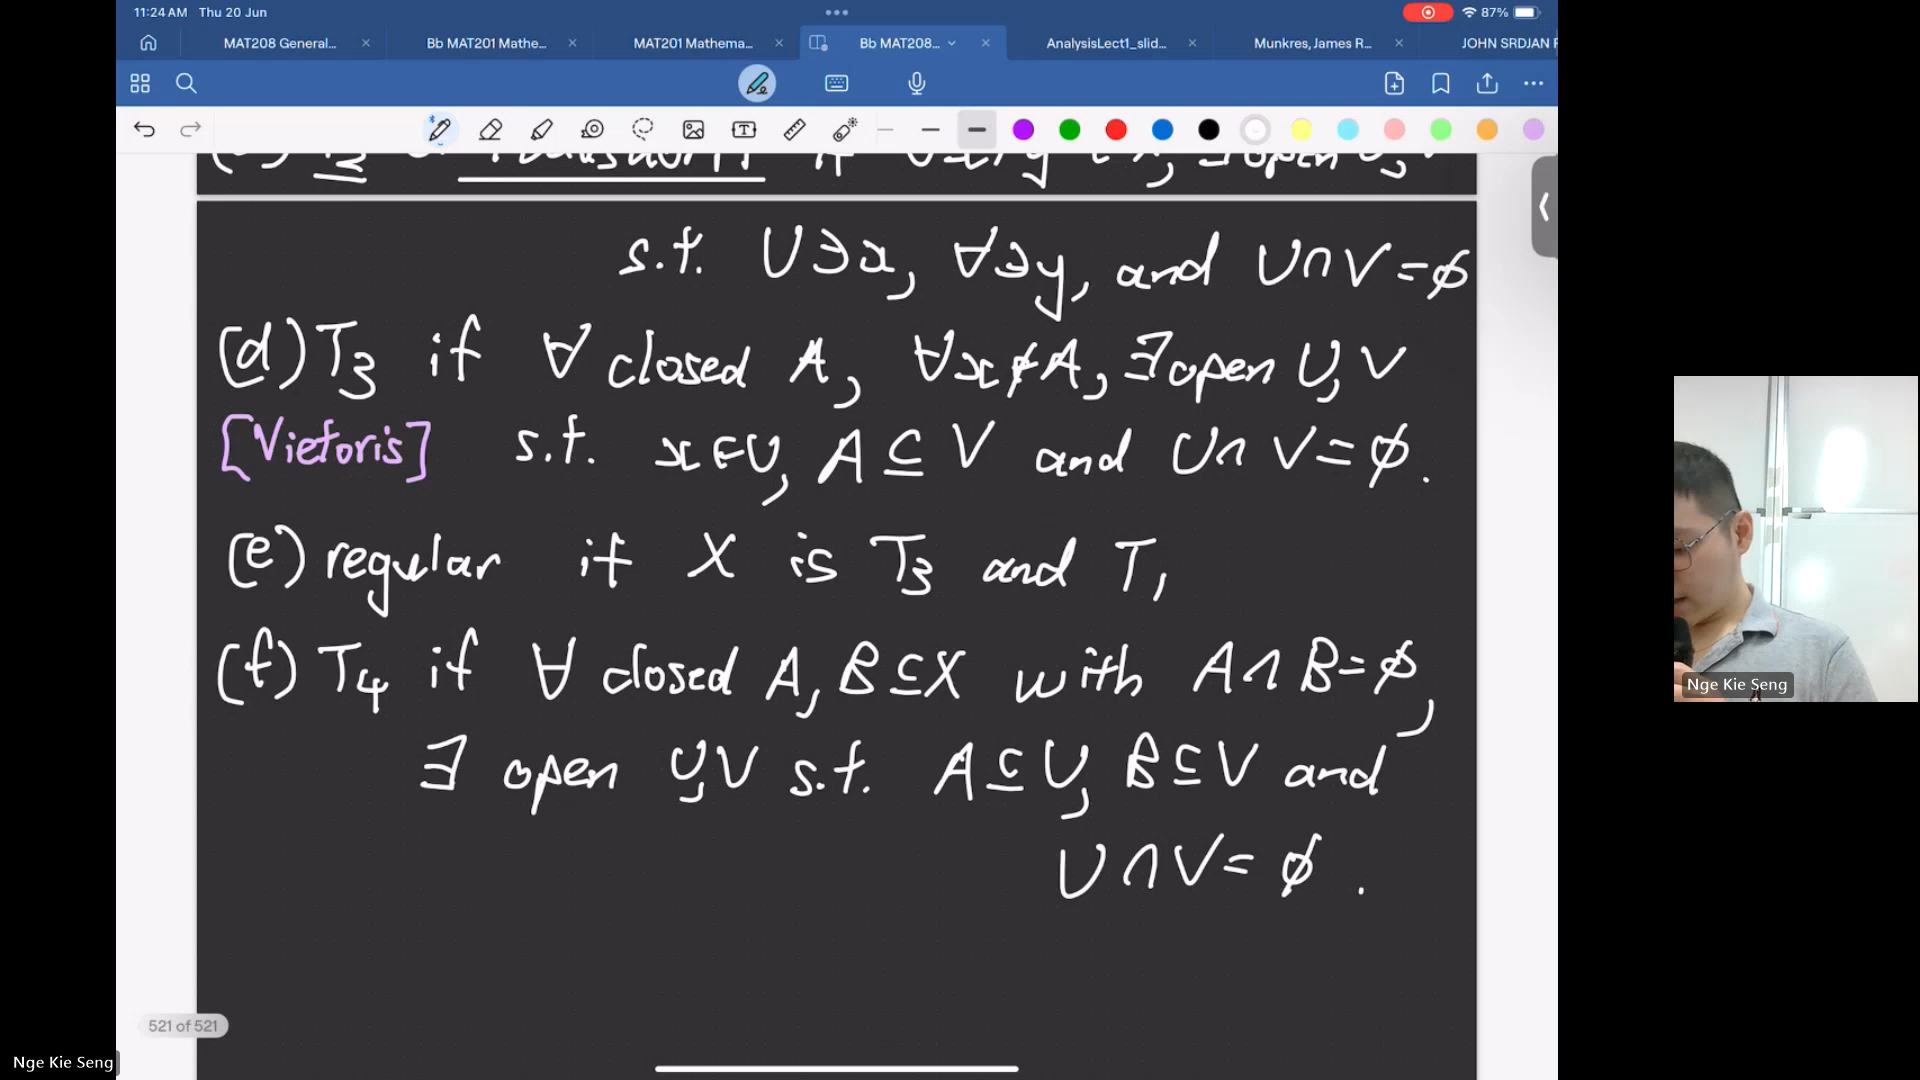 11:24 AM Thu 20 Jun
87%
MAT208 General...
Bb MAT201 Mathe...
MAT201 Mathema...
Bb MAT208...
AnalysisLect1_slid...
Munkres, James R...
JOHN SRDJAN
s.t. U∋x, V∋y, and U∩V=∅
(d) T₃ if ∀ closed A, ∀x∉A, ∃ open U, V
[Vietoris] s.t. x∈U, A⊆V and U∩V=∅.
(e) regular if X is T₃ and T₁
(f) T₄ if ∀ closed A, B⊆X with A∩B=∅,
∃ open U, V s.t. A⊆U, B⊆V and
U∩V=∅.
521 of 521
Nge Kie Seng
Nge Kie Seng